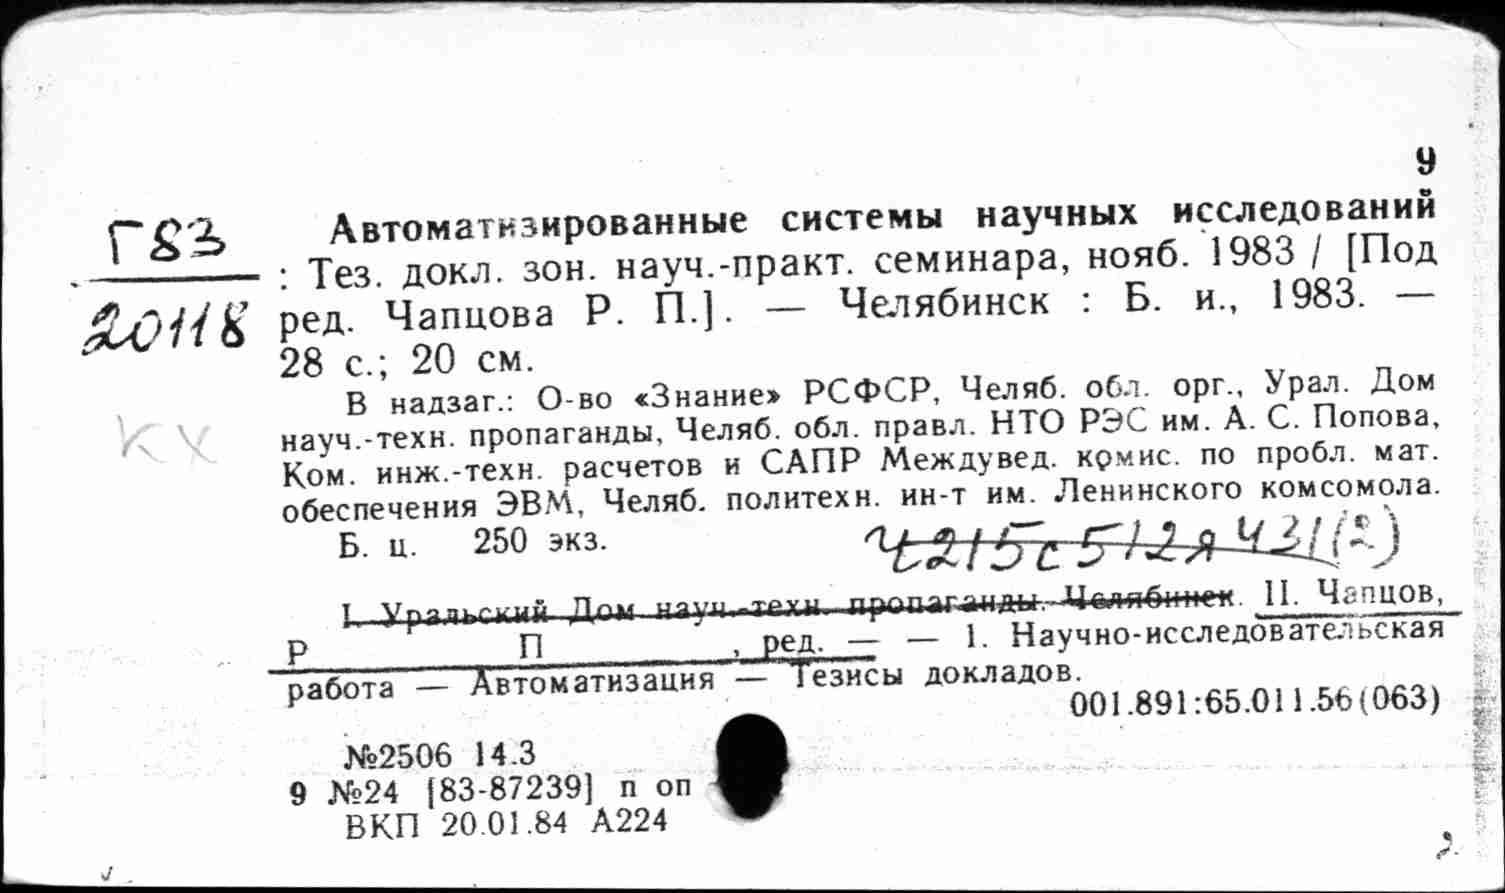 9
Г83
20118
КХ
Автоматизированные системы научных исследований
: Тез. докл. зон. науч.-практ. семинара, нояб. 1983 / [Под
ред. Чапцова Р. П.]. — Челябинск : Б. и., 1983. —
28 с.; 20 см.
В надзаг.: О-во «Знание» РСФСР, Челяб. обл. орг., Урал. Дом
науч.-техн. пропаганды, Челяб. обл. правл. НТО РЭС им. А. С. Попова,
Ком. инж.-техн. расчетов и САПР Междувед. комис. по пробл. мат.
обеспечения ЭВМ, Челяб. политехн. ин-т им. Ленинского комсомола.
Б. ц. 250 экз.
Ч215с512я431(2)
I. Уральский Дом науч.-техн. пропаганды. Челябинск. II. Чапцов,
Р П , ред. — — 1. Научно-исследовательская
работа — Автоматизация — Тезисы докладов.
001.891:65.011.56(063)
№2506 14.3
9 №24 [83-87239] п оп
ВКП 20.01.84 А224